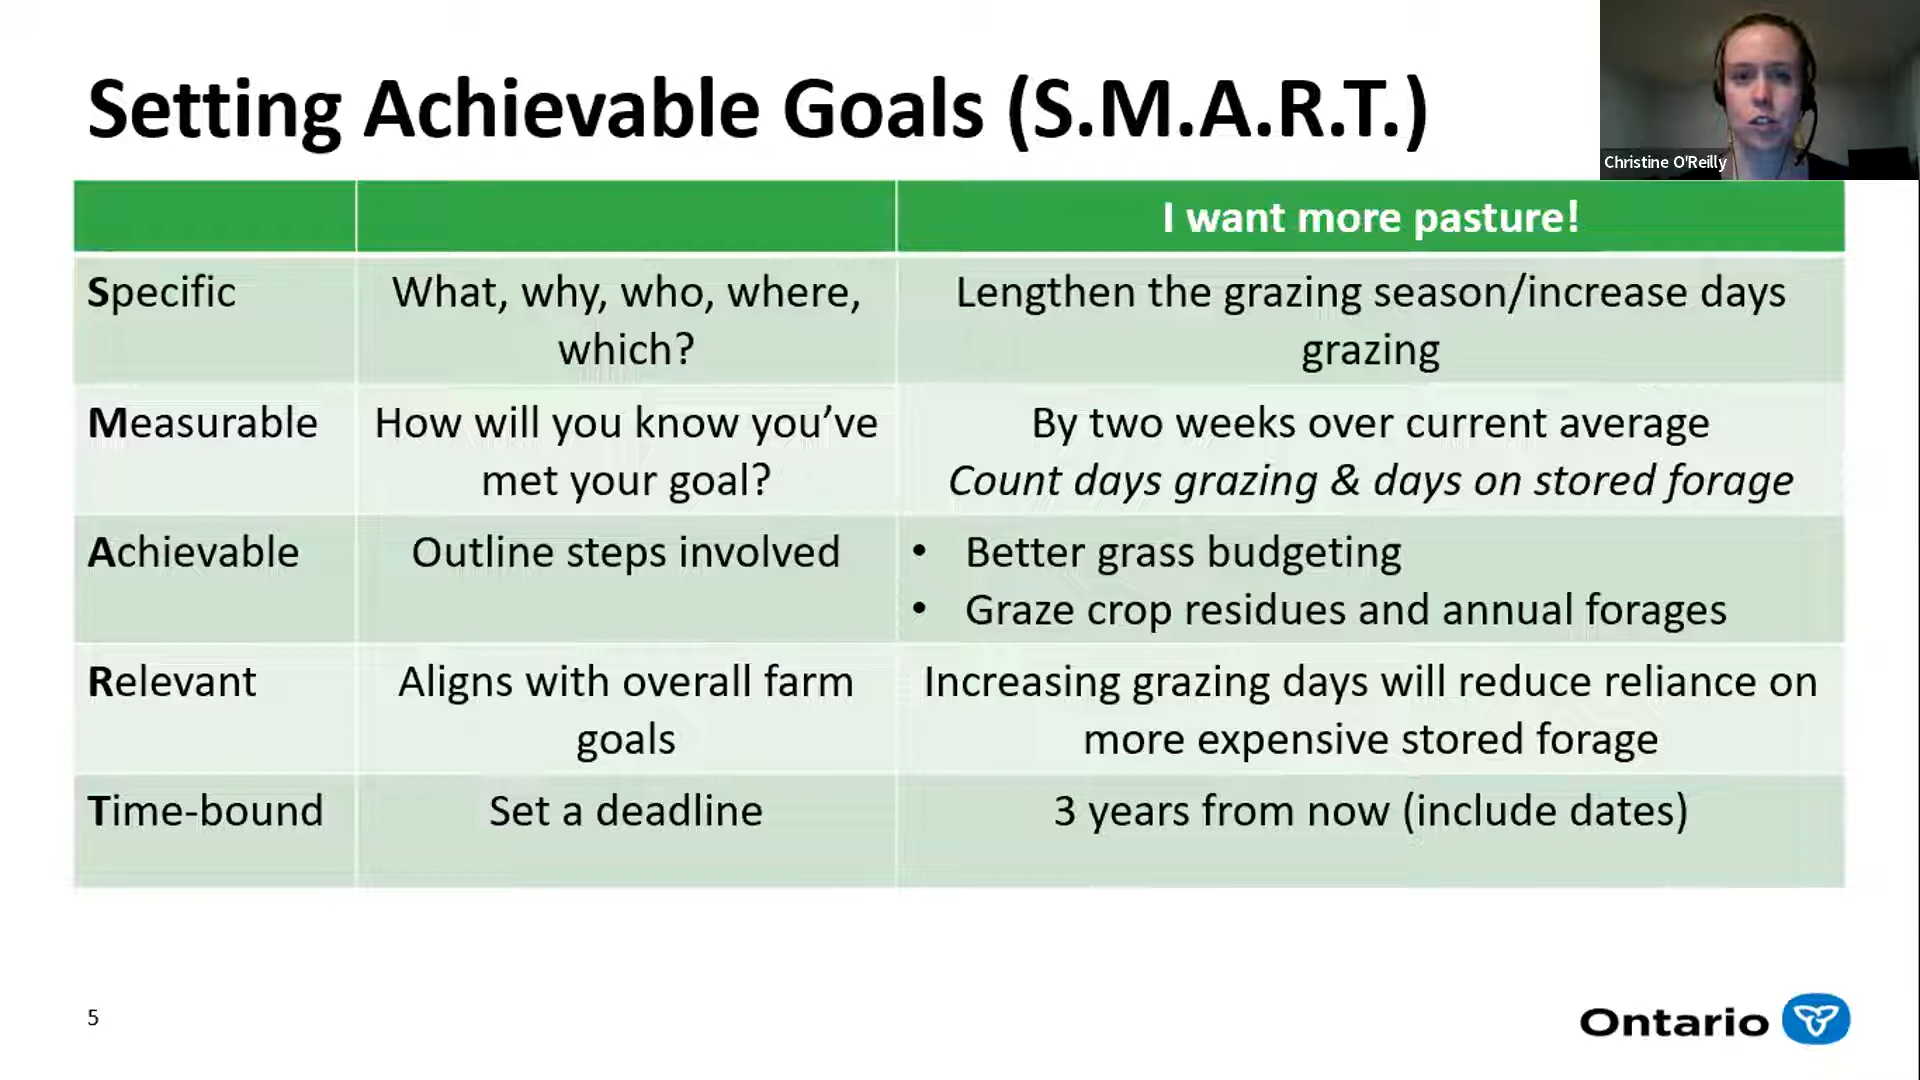 Setting Achievable Goals (S.M.A.R.T.)
Christine O'Reilly
I want more pasture!
Specific
What, why, who, where,
which?
Lengthen the grazing season/increase days
grazing
Measurable
How will you know you’ve
met your goal?
By two weeks over current average
Count days grazing & days on stored forage
Achievable
Outline steps involved
• Better grass budgeting
• Graze crop residues and annual forages
Relevant
Aligns with overall farm
goals
Increasing grazing days will reduce reliance on
more expensive stored forage
Time-bound
Set a deadline
3 years from now (include dates)
5
Ontario